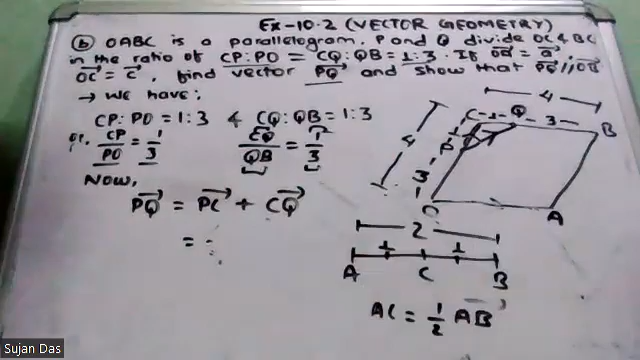 Ex-10.2 (VECTOR GEOMETRY)
(b) OABC is a parallelogram. P and Q divide OC & BC
in the ratio of CP:PO = CQ:QB = 1:3. If OA = a,
OC = c, find vector PQ and show that PQ // OB
→ We have:
CP:PO = 1:3 & CQ:QB = 1:3
or, CP/PO = 1/3 CQ/QB = 1/3
Now,
PQ = PC + CQ
=
4
C 1 Q 3 B
4
1
P
3
O A
2
1 1
A C B
AC = 1/2 AB
Sujan Das